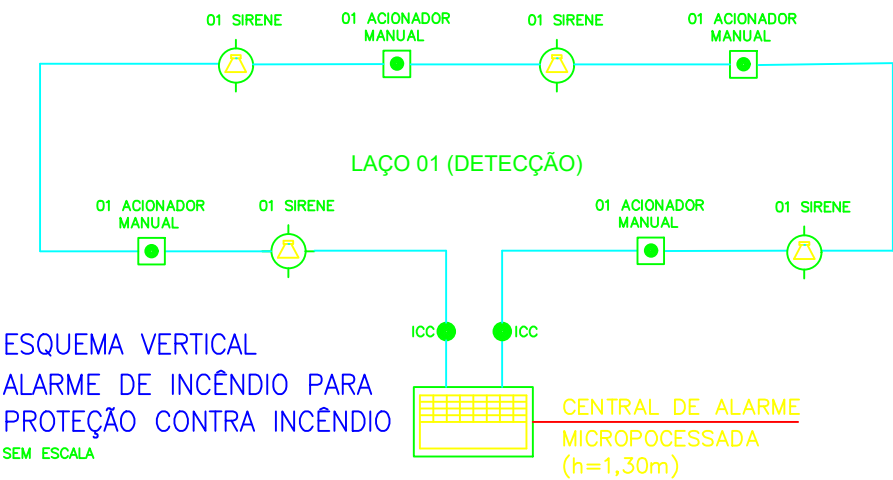 01 SIRENE
01 ACIONADOR
MANUAL
01 SIRENE
01 ACIONADOR
MANUAL
LAÇO 01 (DETECÇÃO)
01 ACIONADOR
MANUAL
01 SIRENE
01 ACIONADOR
MANUAL
01 SIRENE
ICC
ICC
ESQUEMA VERTICAL
ALARME DE INCÊNDIO PARA
PROTEÇÃO CONTRA INCÊNDIO
SEM ESCALA
CENTRAL DE ALARME
MICROPOCESSADA
(h=1,30m)